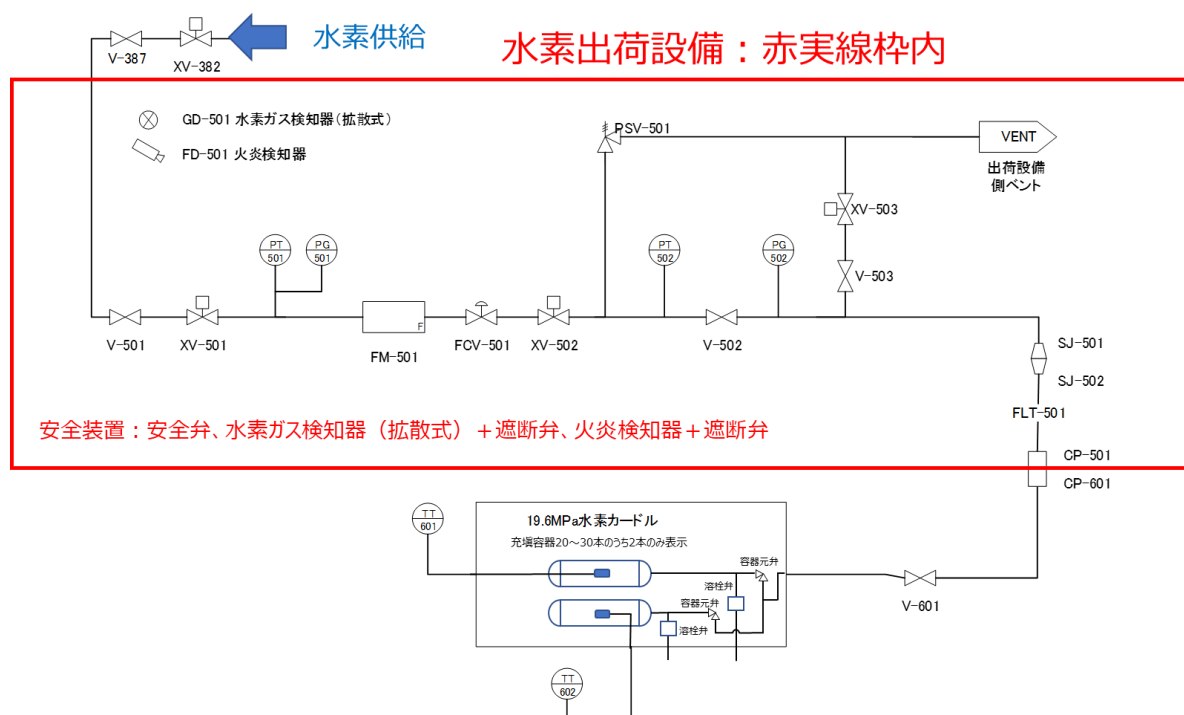 水素供給
水素出荷設備：赤実線枠内
V-387
XV-382
GD-501 水素ガス検知器(拡散式)
FD-501 火炎検知器
PSV-501
VENT
出荷設備
側ベント
XV-503
V-503
PT
501
PG
501
PT
502
PG
502
V-501
XV-501
FM-501
F
FCV-501
XV-502
V-502
SJ-501
SJ-502
FLT-501
安全装置：安全弁、水素ガス検知器（拡散式）＋遮断弁、火炎検知器＋遮断弁
CP-501
CP-601
TT
601
19.6MPa水素カードル
充塡容器20～30本のうち2本のみ表示
容器元弁
溶栓弁
容器元弁
溶栓弁
V-601
TT
602